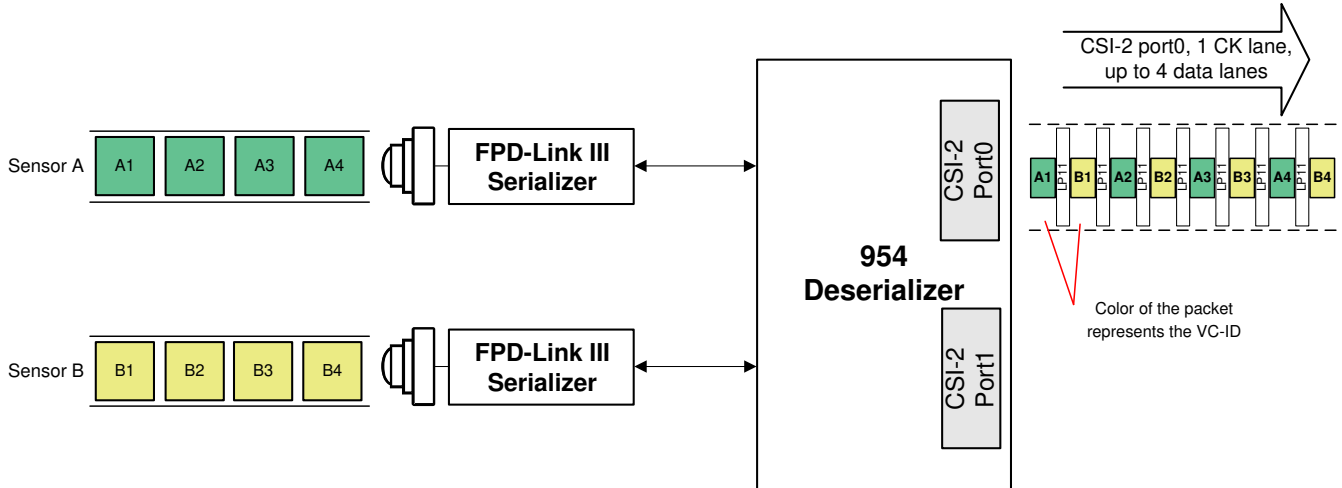 CSI-2 port0, 1 CK lane,
up to 4 data lanes
Sensor A
A1 A2 A3 A4
FPD-Link III
Serializer
CSI-2
Port0
A1 LP11 B1 LP11 A2 LP11 B2 LP11 A3 LP11 B3 LP11 A4 LP11 B4
954
Deserializer
Color of the packet
represents the VC-ID
Sensor B
B1 B2 B3 B4
FPD-Link III
Serializer
CSI-2
Port1